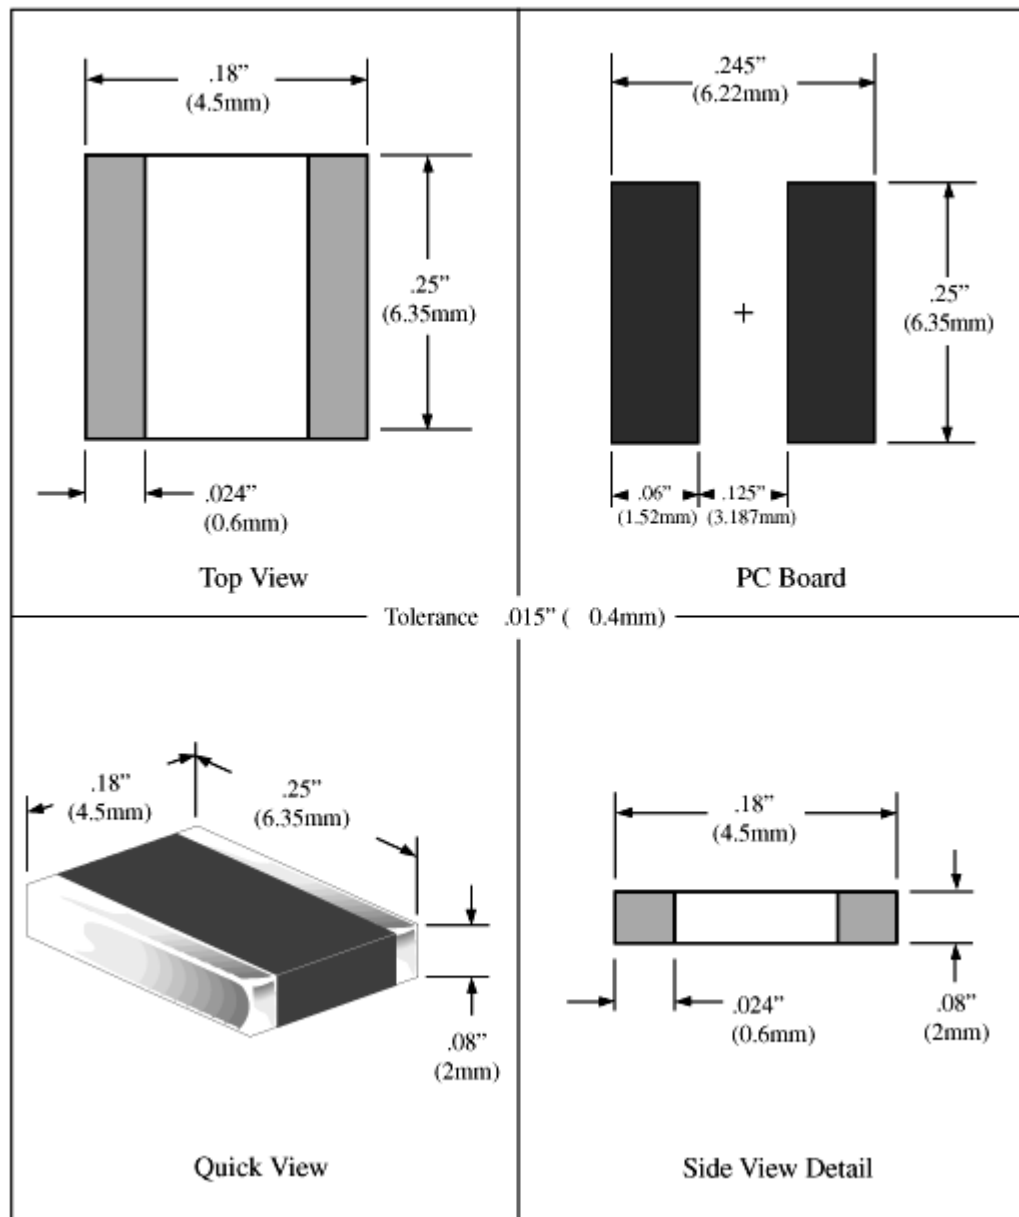 .18”
(4.5mm)
.25”
(6.35mm)
.024”
(0.6mm)
Top View
.245”
(6.22mm)
.25”
(6.35mm)
.06” .125”
(1.52mm) (3.187mm)
PC Board
Tolerance .015” ( 0.4mm)
.18”
(4.5mm)
.25”
(6.35mm)
.08”
(2mm)
Quick View
.18”
(4.5mm)
.024”
(0.6mm)
.08”
(2mm)
Side View Detail